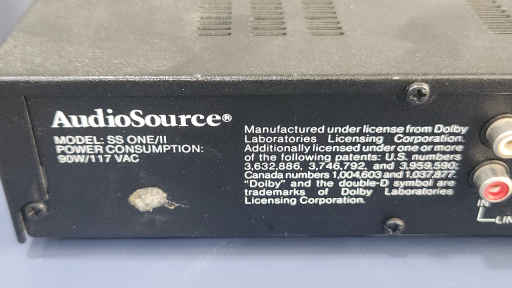 AudioSource®
MODEL: SS ONE/II
POWER CONSUMPTION:
90W/117 VAC
Manufactured under license from Dolby
Laboratories Licensing Corporation.
Additionally licensed under one or more
of the following patents: U.S. numbers
3,632,886, 3,746,792, and 3,959,590;
Canada numbers 1,004,603 and 1,037,877.
"Dolby" and the double-D symbol are
trademarks of Dolby Laboratories
Licensing Corporation.
IN